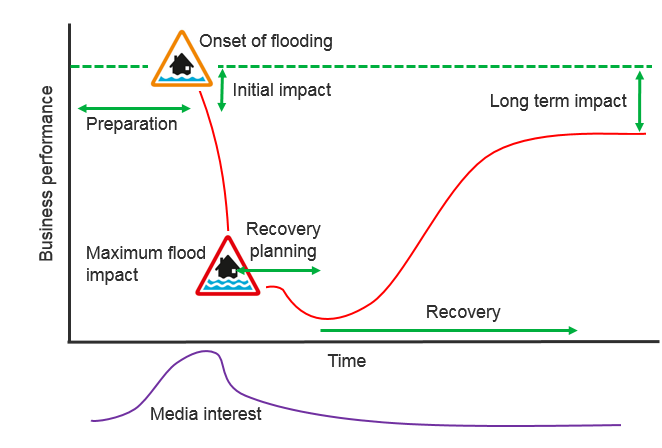 Onset of flooding
Initial impact
Long term impact
Preparation
Business performance
Recovery
planning
Maximum flood
impact
Recovery
Time
Media interest